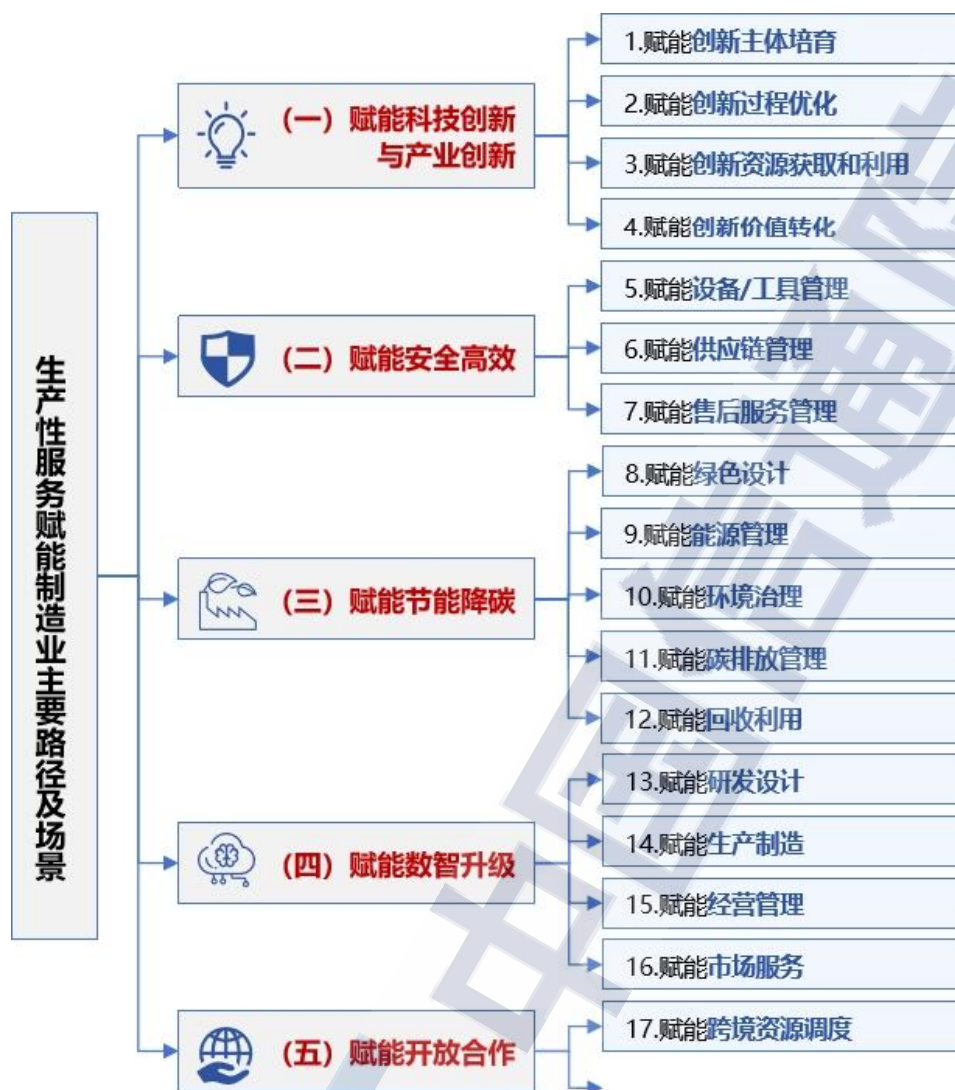 生产性服务赋能制造业主要路径及场景
（一）赋能科技创新
与产业创新
1.赋能创新主体培育
2.赋能创新过程优化
3.赋能创新资源获取和利用
4.赋能创新价值转化
（二）赋能安全高效
5.赋能设备/工具管理
6.赋能供应链管理
7.赋能售后服务管理
（三）赋能节能降碳
8.赋能绿色设计
9.赋能能源管理
10.赋能环境治理
11.赋能碳排放管理
12.赋能回收利用
（四）赋能数智升级
13.赋能研发设计
14.赋能生产制造
15.赋能经营管理
16.赋能市场服务
（五）赋能开放合作
17.赋能跨境资源调度
中国信通院